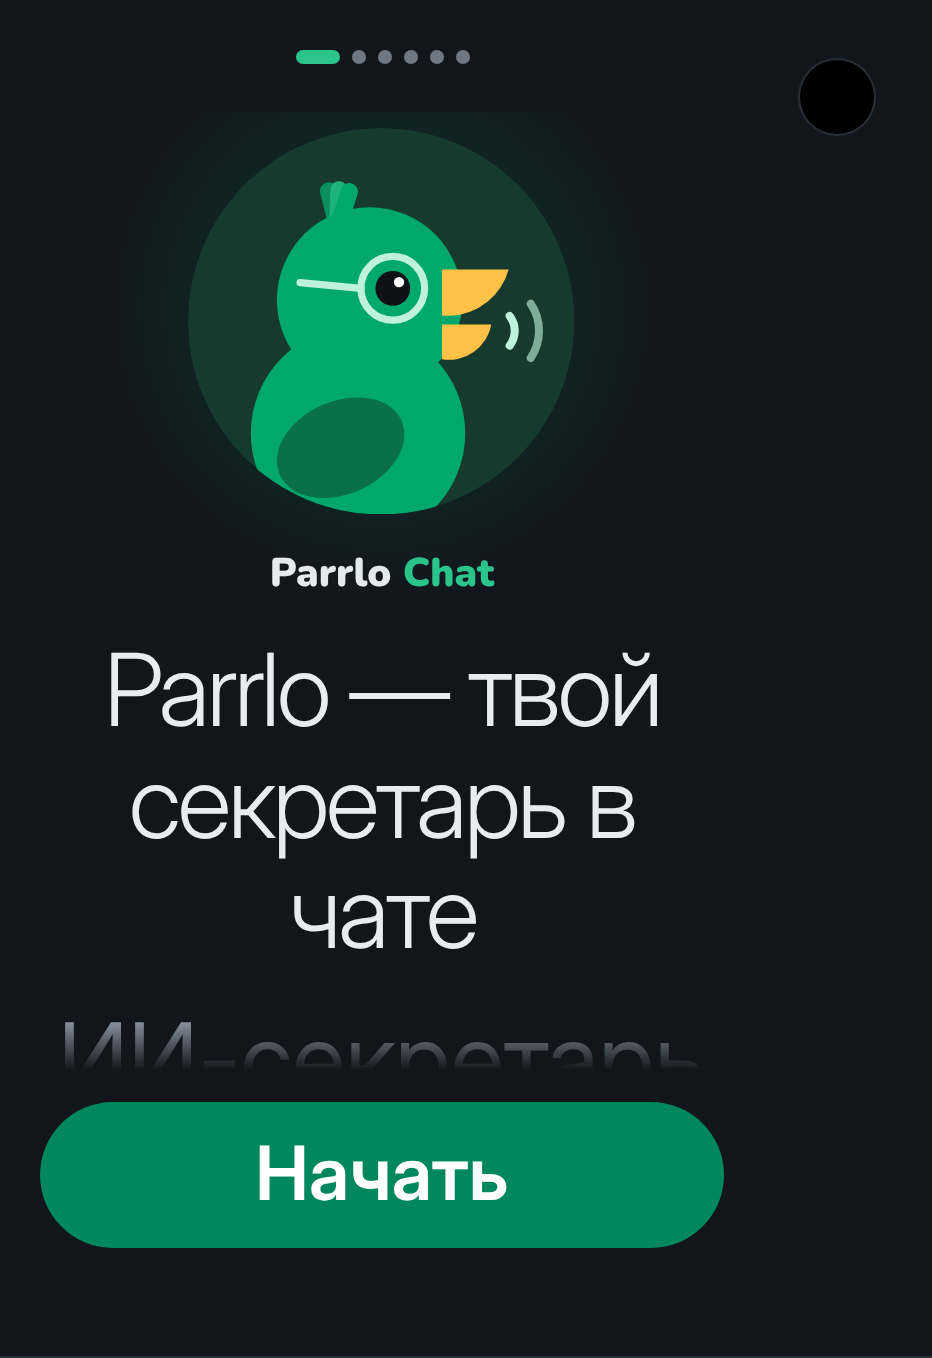 Parrlo Chat
Parrlo — твой
секретарь в
чате
ИИ-секретарь
Начать